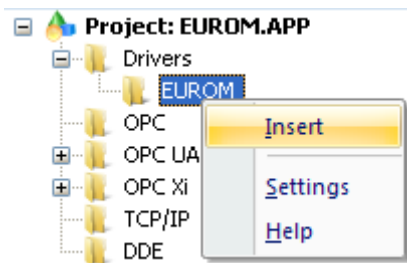 Project: EUROM.APP
Drivers
EUROM
OPC
Insert
OPC UA
OPC Xi
Settings
TCP/IP
Help
DDE